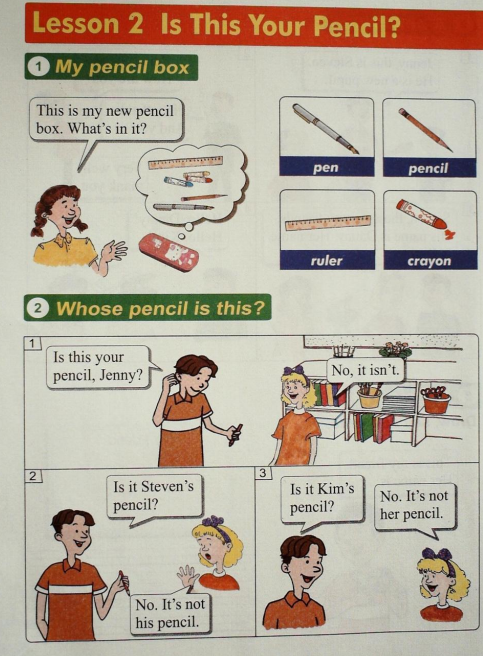 Lesson 2 Is This Your Pencil?
1 My pencil box
This is my new pencil
box. What's in it?
pen
pencil
ruler
crayon
2 Whose pencil is this?
1
Is this your
pencil, Jenny?
No, it isn't.
2
Is it Steven's
pencil?
No. It's not
his pencil.
3
Is it Kim's
pencil?
No. It's not
her pencil.